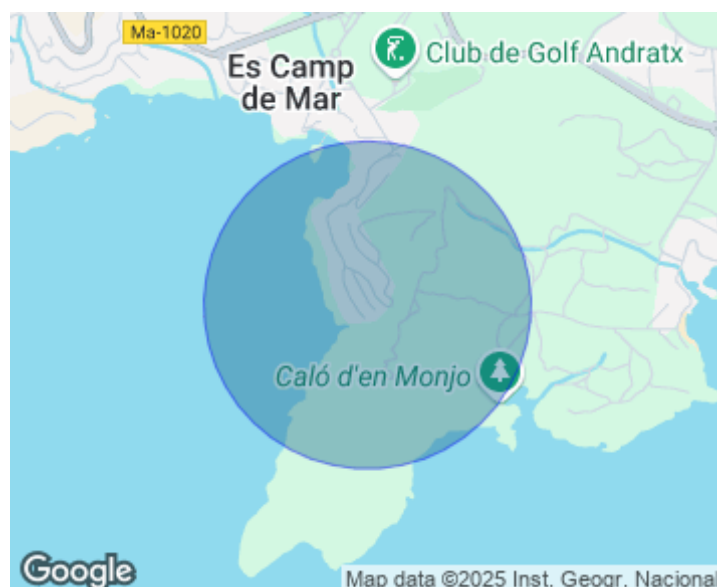 Ma-1020
Club de Golf Andratx
Es Camp
de Mar
Caló d'en Monjo
Google
Map data ©2025 Inst. Geogr. Nacional